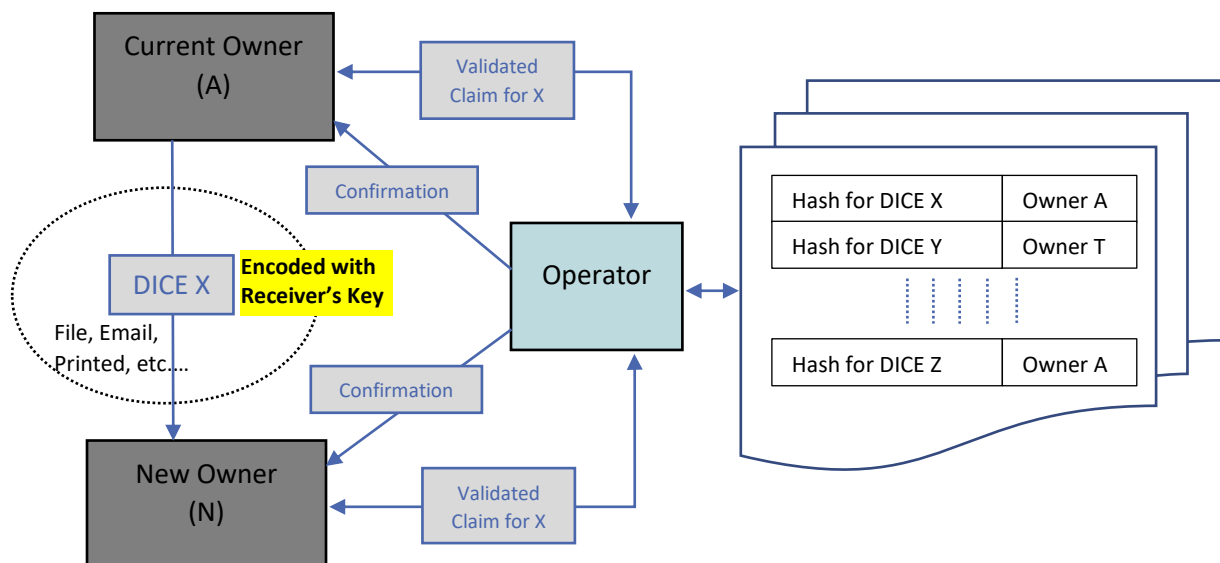 Current Owner
(A)
Validated
Claim for X
Confirmation
DICE X
Encoded with
Receiver's Key
File, Email,
Printed, etc....
Operator
Hash for DICE X
Owner A
Hash for DICE Y
Owner T
Hash for DICE Z
Owner A
Confirmation
New Owner
(N)
Validated
Claim for X